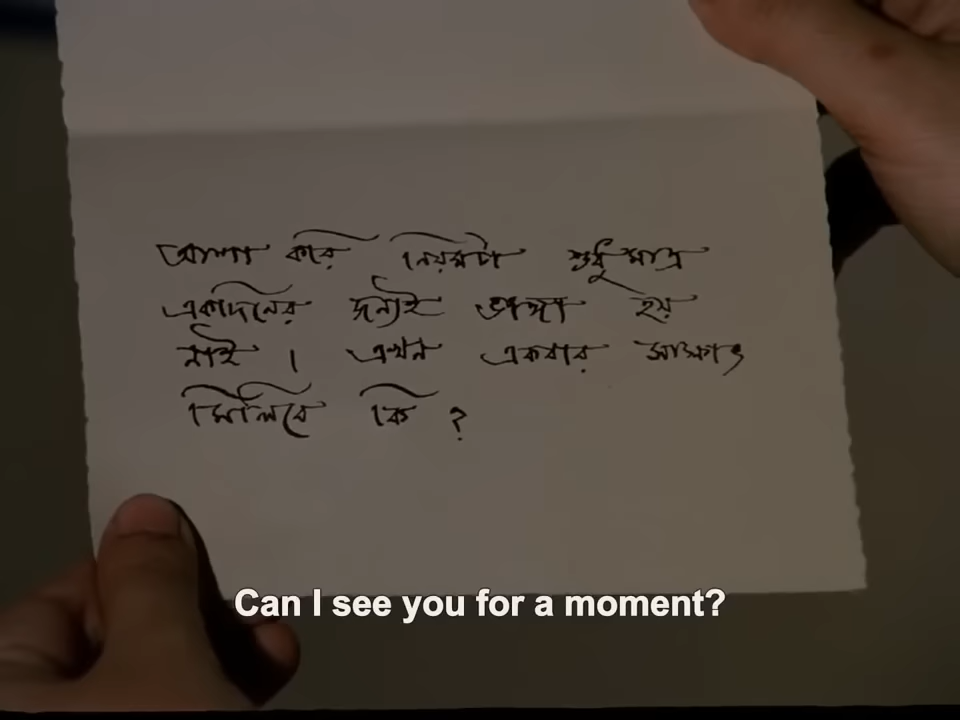 আশা করি নিয়মটা শুধু মাত্র
একদিনের জন্যই ভাঙ্গা হয়
নাই । এখন একবার সাক্ষাৎ
মিলিবে কি ?
Can I see you for a moment?